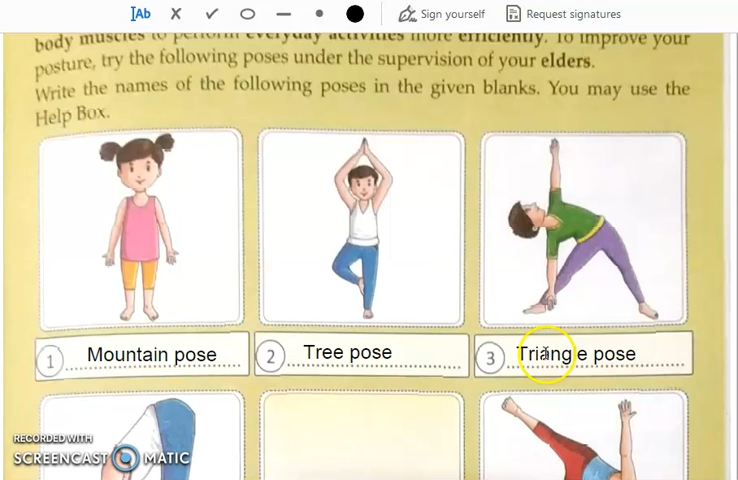 Ab
Sign yourself
Request signatures
body muscles to perform everyday activities more efficiently. To improve your
posture, try the following poses under the supervision of your elders.
Write the names of the following poses in the given blanks. You may use the
Help Box.
1 Mountain pose
2 Tree pose
3 Triangle pose
RECORDED WITH
SCREENCAST MATIC